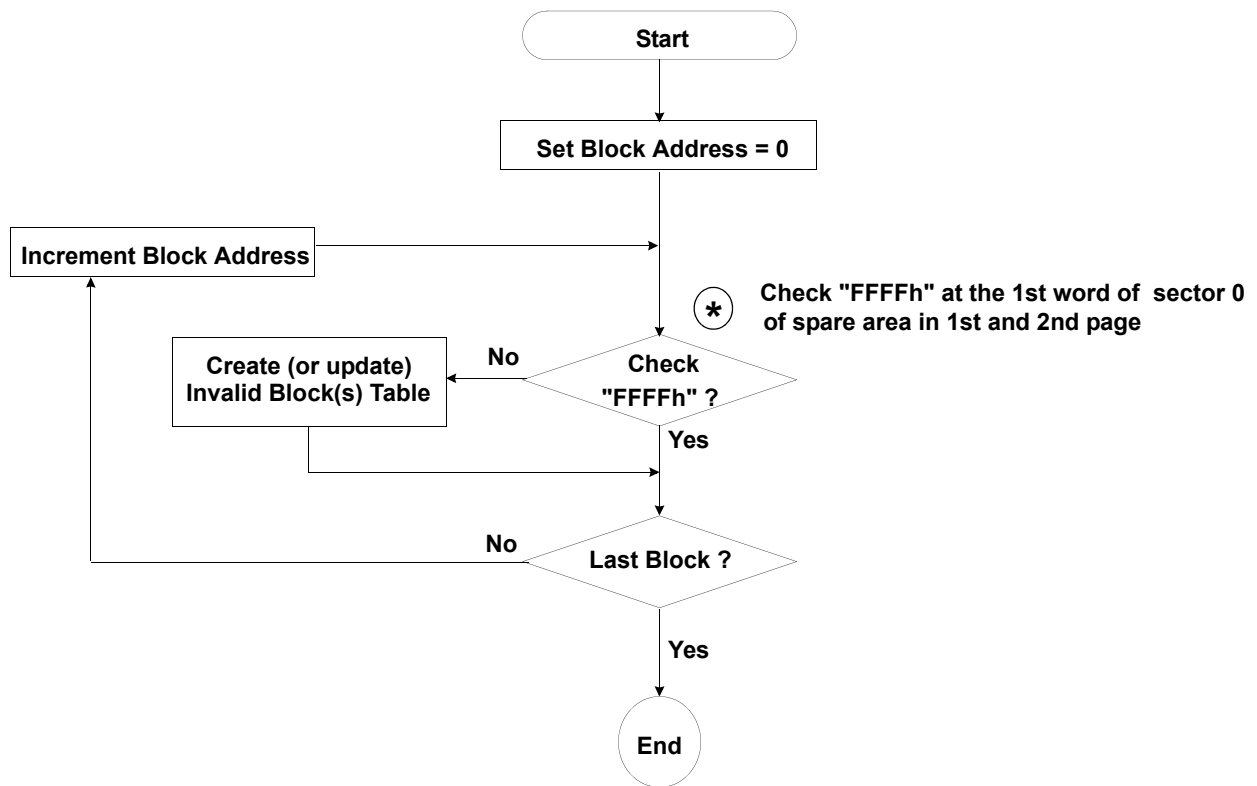 Start
Set Block Address = 0
Increment Block Address
*
Check "FFFFh" at the 1st word of sector 0
of spare area in 1st and 2nd page
No
Create (or update)
Invalid Block(s) Table
Check
"FFFFh" ?
Yes
No
Last Block ?
Yes
End